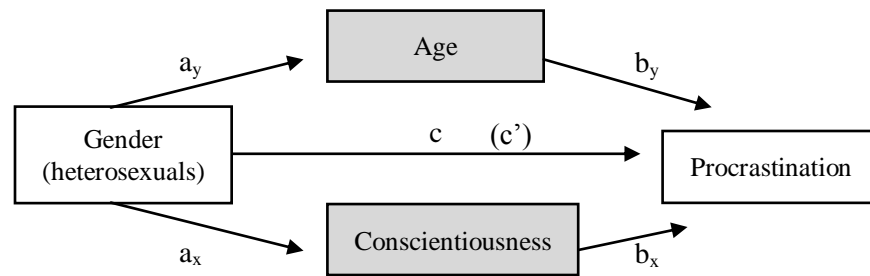 Age
a_y
b_y
Gender
(heterosexuals)
c (c’)
Procrastination
Conscientiousness
a_x
b_x